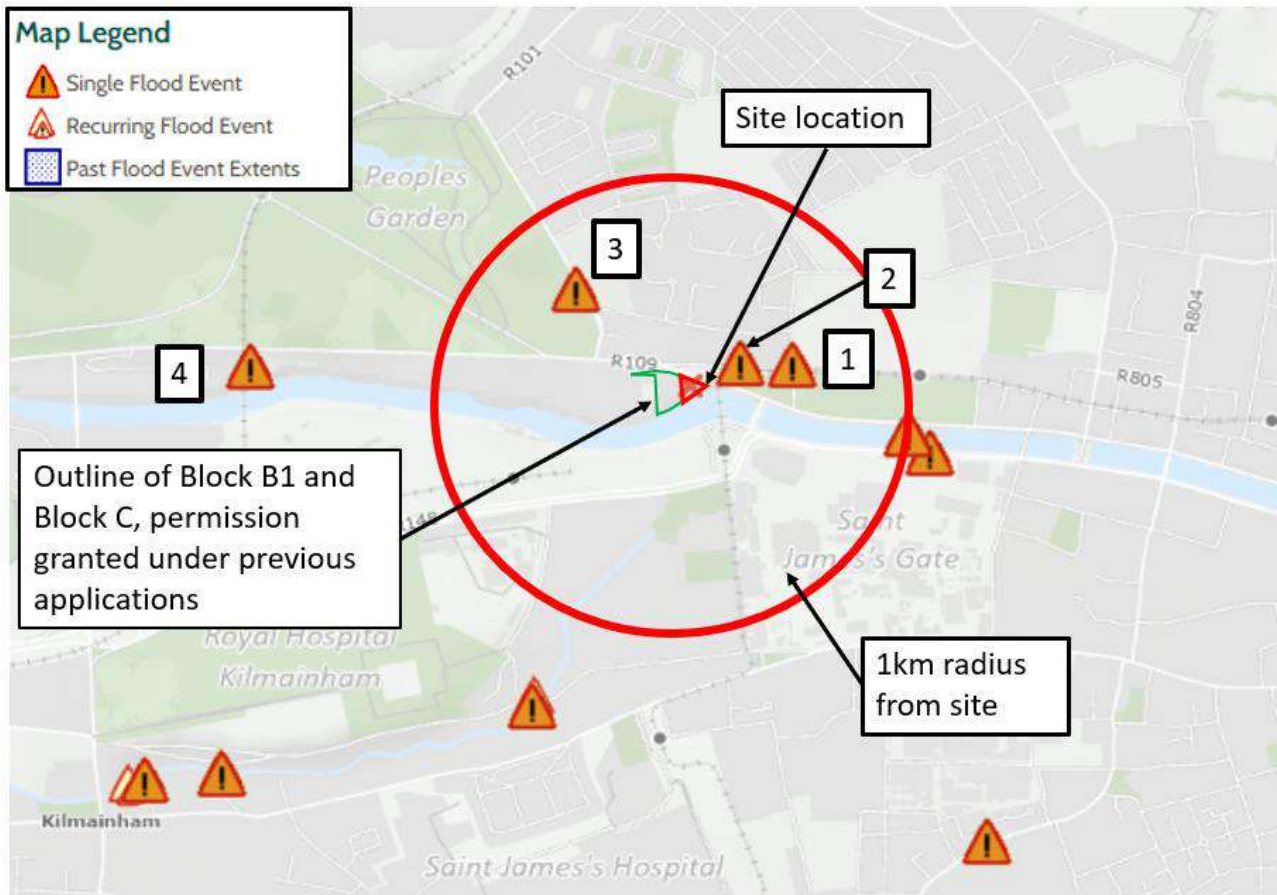 Map Legend
Single Flood Event
Recurring Flood Event
Past Flood Event Extents
R101
Site location
Peoples
Garden
3
2
R804
4
R109
1
R805
Outline of Block B1 and
Block C, permission
granted under previous
applications
148
Saint
James's Gate
Royal Hospital
Kilmainham
1km radius
from site
Kilmainham
Saint James's Hospital